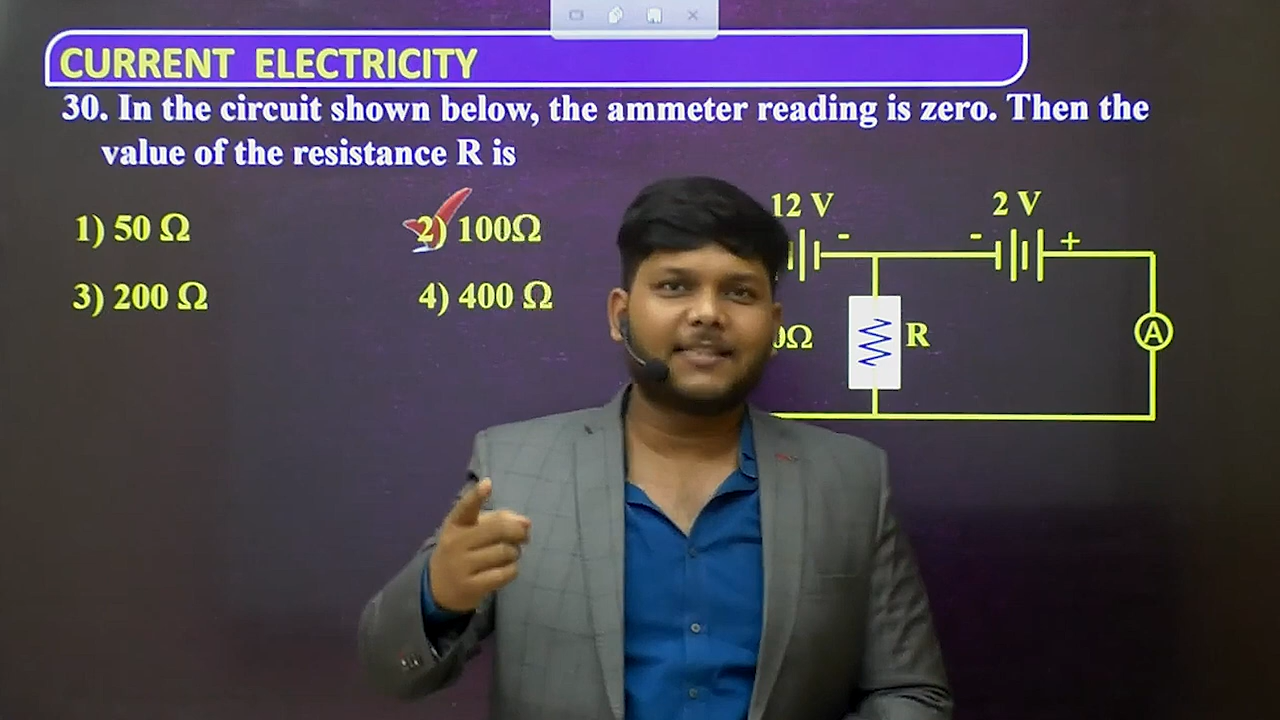 CURRENT ELECTRICITY
30. In the circuit shown below, the ammeter reading is zero. Then the
value of the resistance R is
1) 50 Ω
2) 100Ω
3) 200 Ω
4) 400 Ω
12 V
2 V
-
-
+
0Ω
R
A